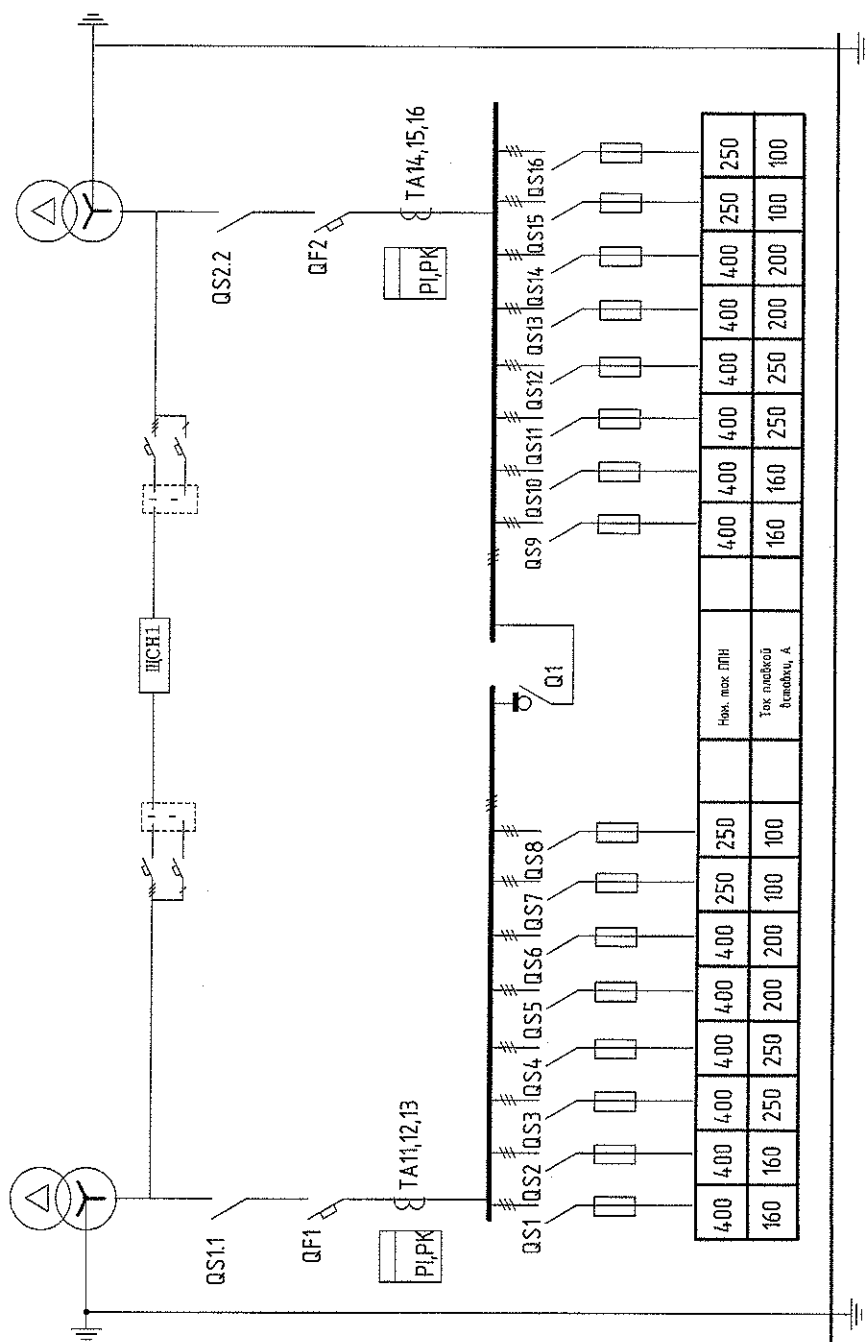 ЩСН1
QS1.1
QS2.2
QF1
QF2
TA11,12,13
TA14,15,16
PI,PK
PI,PK
QS1
QS2
QS3
QS4
QS5
QS6
QS7
QS8
Q1
QS9
QS10
QS11
QS12
QS13
QS14
QS15
QS16
400 400 400 400 400 400 250 250 Ном. ток ППН 400 400 400 400 400 400 250 250
160 160 250 250 200 200 100 100 Ток плавкой 160 160 250 250 200 200 100 100
вставки, А